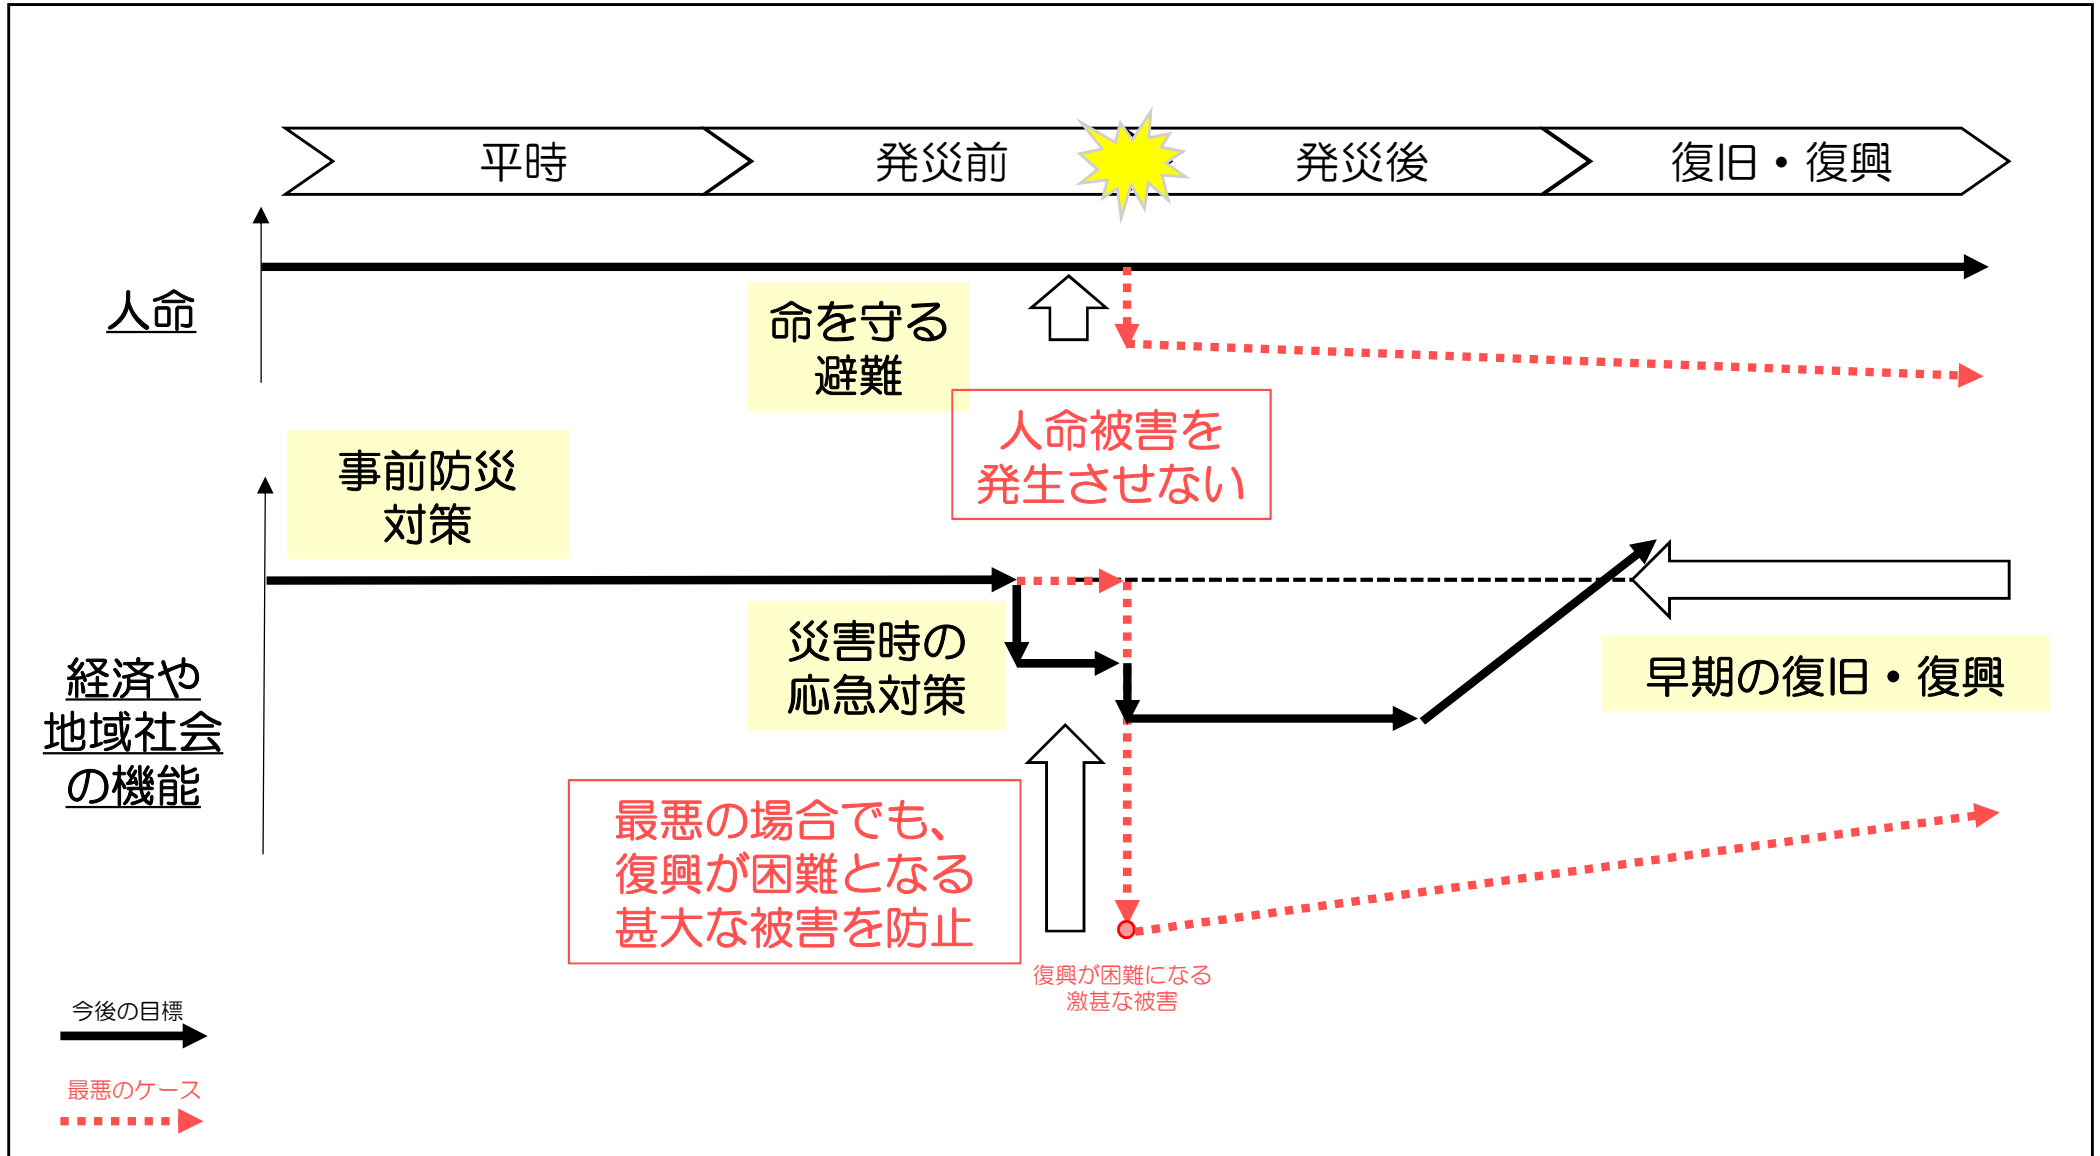 平時
発災前
発災後
復旧・復興
人命
命を守る
避難
人命被害を
発生させない
事前防災
対策
経済や
地域社会
の機能
災害時の
応急対策
早期の復旧・復興
最悪の場合でも、
復興が困難となる
甚大な被害を防止
復興が困難になる
激甚な被害
今後の目標
最悪のケース